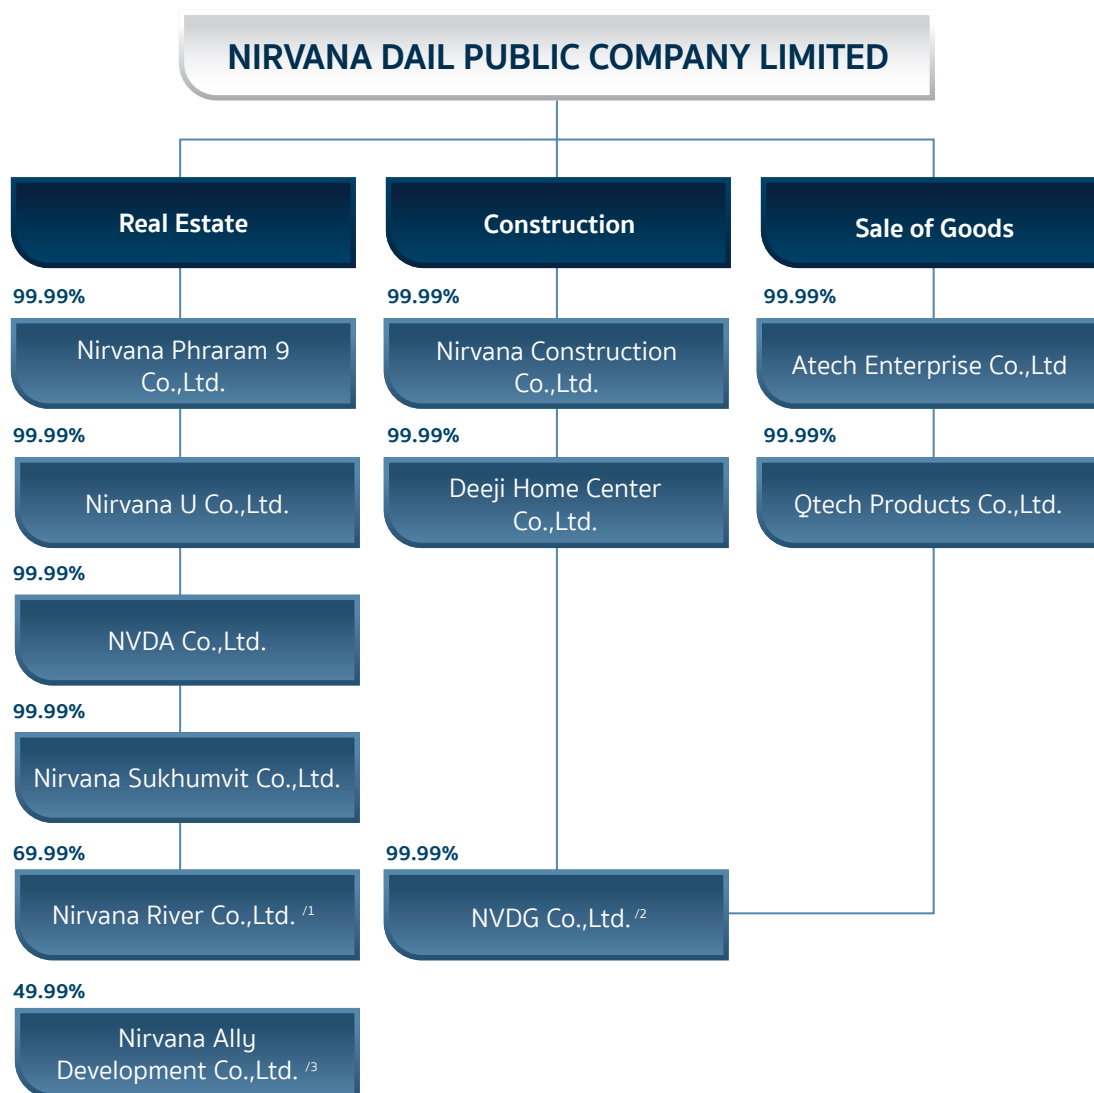 NIRVANA DAIL PUBLIC COMPANY LIMITED
Real Estate
Construction
Sale of Goods
99.99%
99.99%
99.99%
Nirvana Phraram 9
Co.,Ltd.
Nirvana Construction
Co.,Ltd.
Atech Enterprise Co.,Ltd
99.99%
99.99%
99.99%
Nirvana U Co.,Ltd.
Deeji Home Center
Co.,Ltd.
Qtech Products Co.,Ltd.
99.99%
NVDA Co.,Ltd.
99.99%
Nirvana Sukhumvit Co.,Ltd.
69.99%
99.99%
Nirvana River Co.,Ltd. /1
NVDG Co.,Ltd. /2
49.99%
Nirvana Ally
Development Co.,Ltd. /3